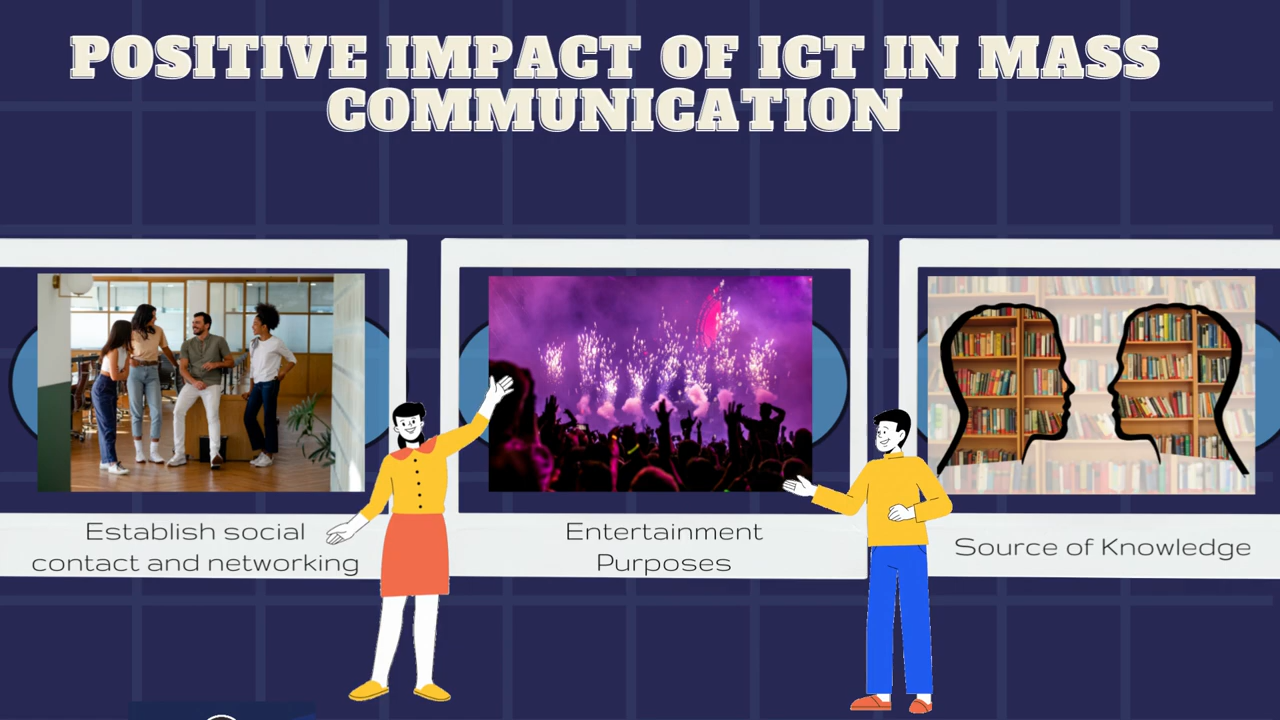 POSITIVE IMPACT OF ICT IN MASS
COMMUNICATION
Establish social
contact and networking
Entertainment
Purposes
Source of Knowledge